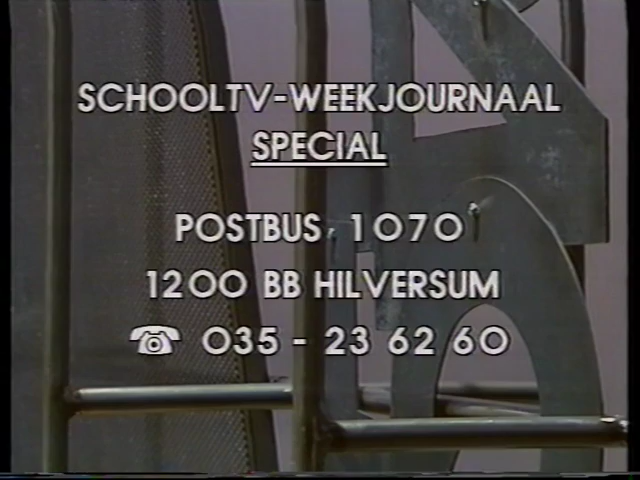 SCHOOLTV-WEEKJOURNAAL
SPECIAL
POSTBUS 1070
1200 BB HILVERSUM
☎ 035 - 23 62 60